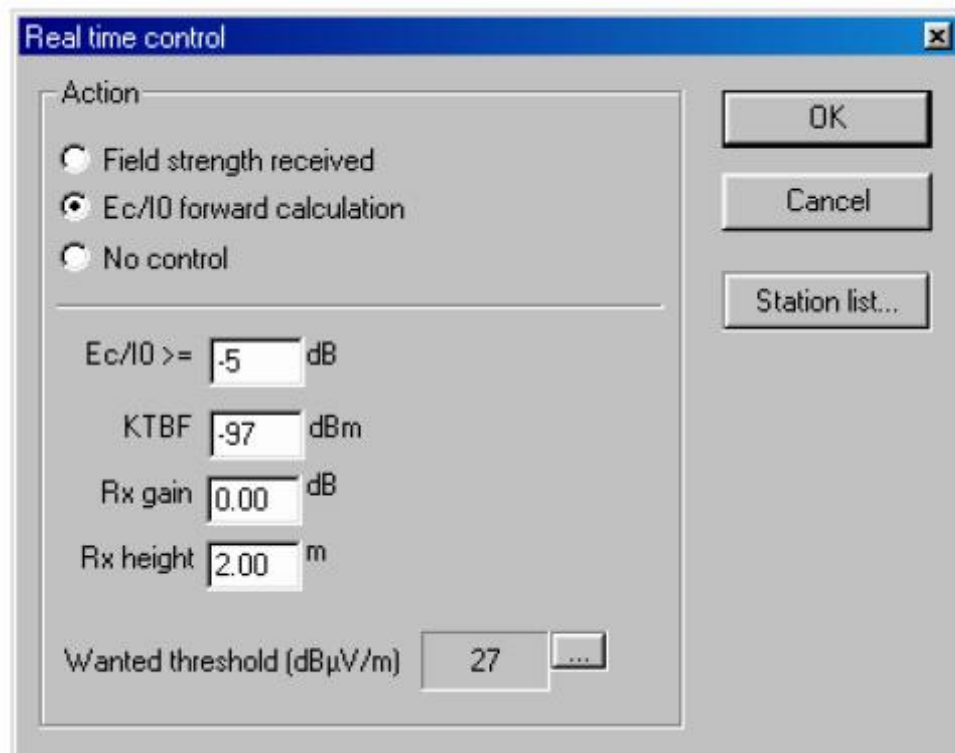 Real time control
Action
Field strength received
Ec/I0 forward calculation
No control
Ec/I0 >= -5 dB
KTBF -97 dBm
Rx gain 0.00 dB
Rx height 2.00 m
Wanted threshold (dBµV/m) 27 ...
OK
Cancel
Station list...